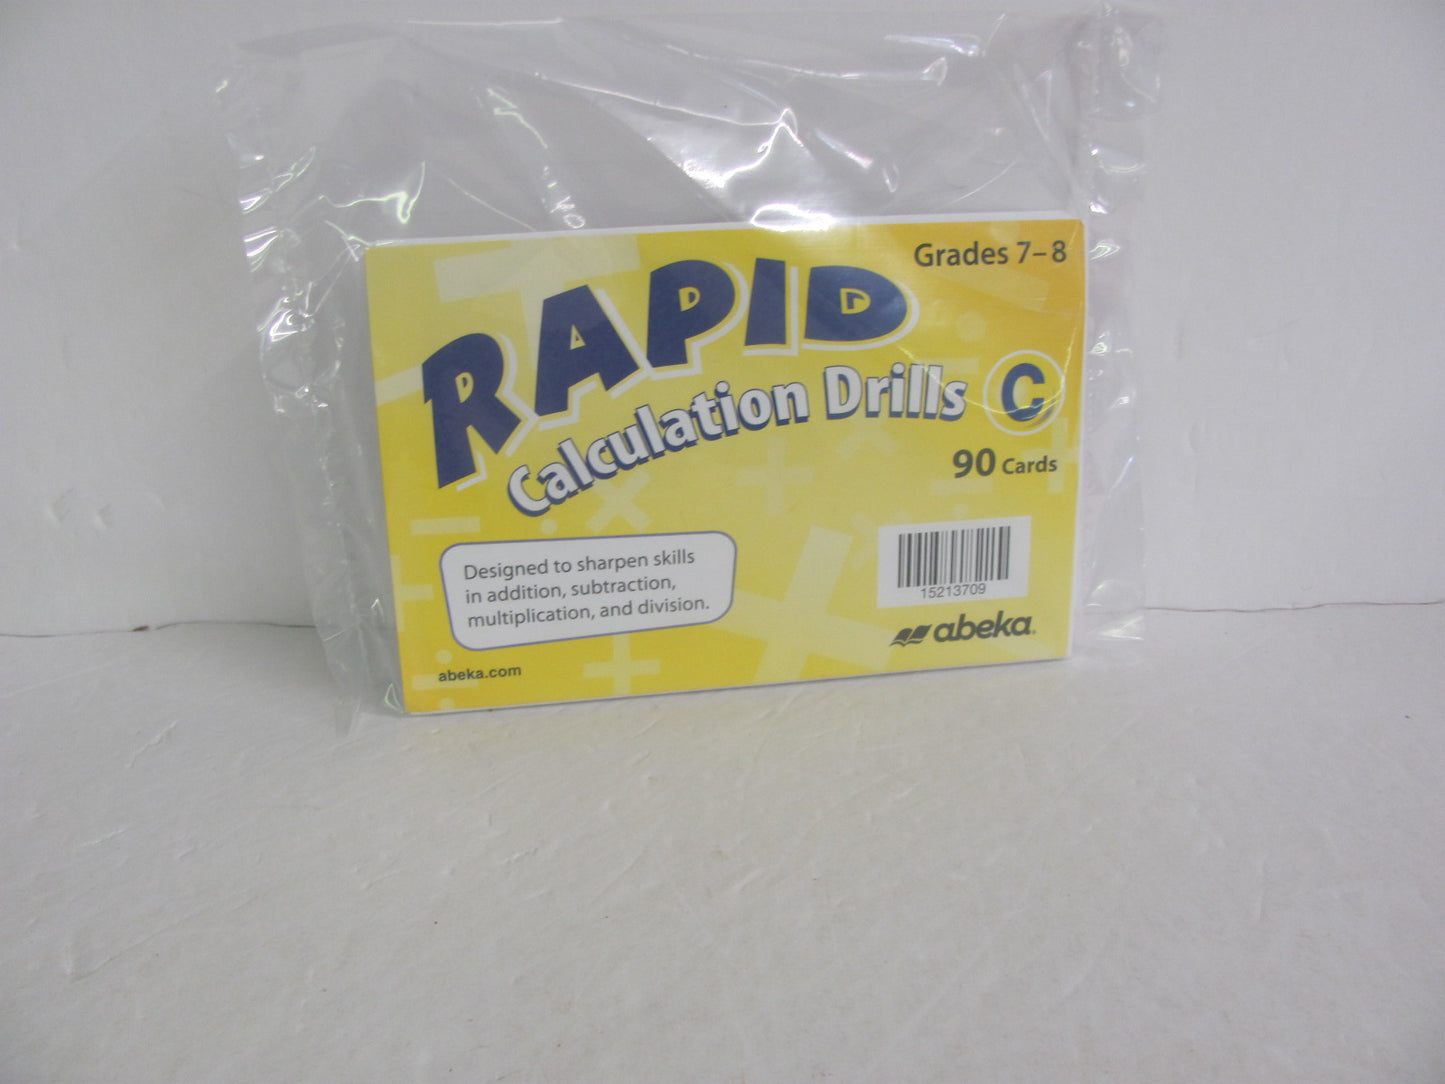 Grades 7–8
RAPID
Calculation Drills C
90 Cards
Designed to sharpen skills
in addition, subtraction,
multiplication, and division.
15213709
abeka
abeka.com